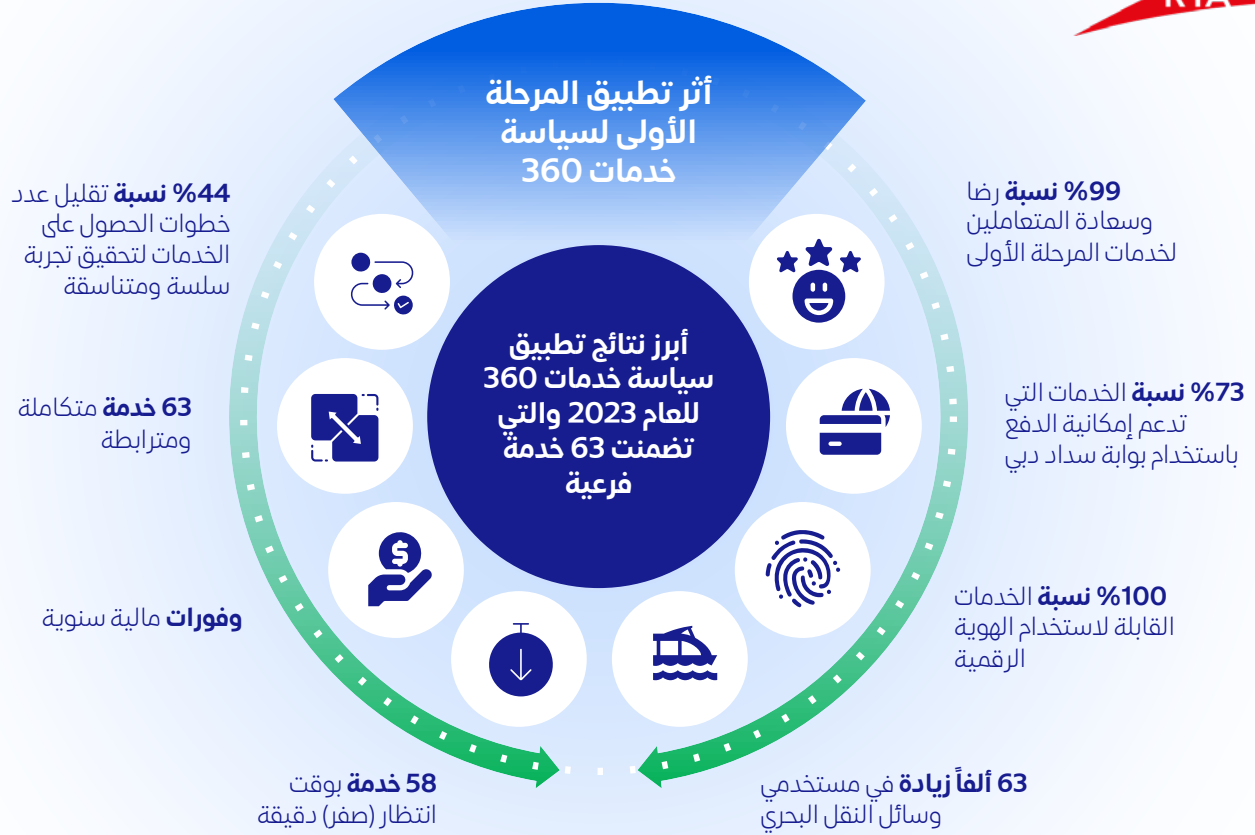 RTA
أثر تطبيق المرحلة
الأولى لسياسة
خدمات 360
أبرز نتائج تطبيق
سياسة خدمات 360
للعام 2023 والتي
تضمنت 63 خدمة
فرعية
%99 نسبة رضا
وسعادة المتعاملين
لخدمات المرحلة الأولى
%73 نسبة الخدمات التي
تدعم إمكانية الدفع
باستخدام بوابة سداد دبي
%100 نسبة الخدمات
القابلة لاستخدام الهوية
الرقمية
63 ألفاً زيادة في مستخدمي
وسائل النقل البحري
%44 نسبة تقليل عدد
خطوات الحصول على
الخدمات لتحقيق تجربة
سلسة ومتناسقة
63 خدمة متكاملة
ومترابطة
وفورات مالية سنوية
58 خدمة بوقت
انتظار (صفر) دقيقة